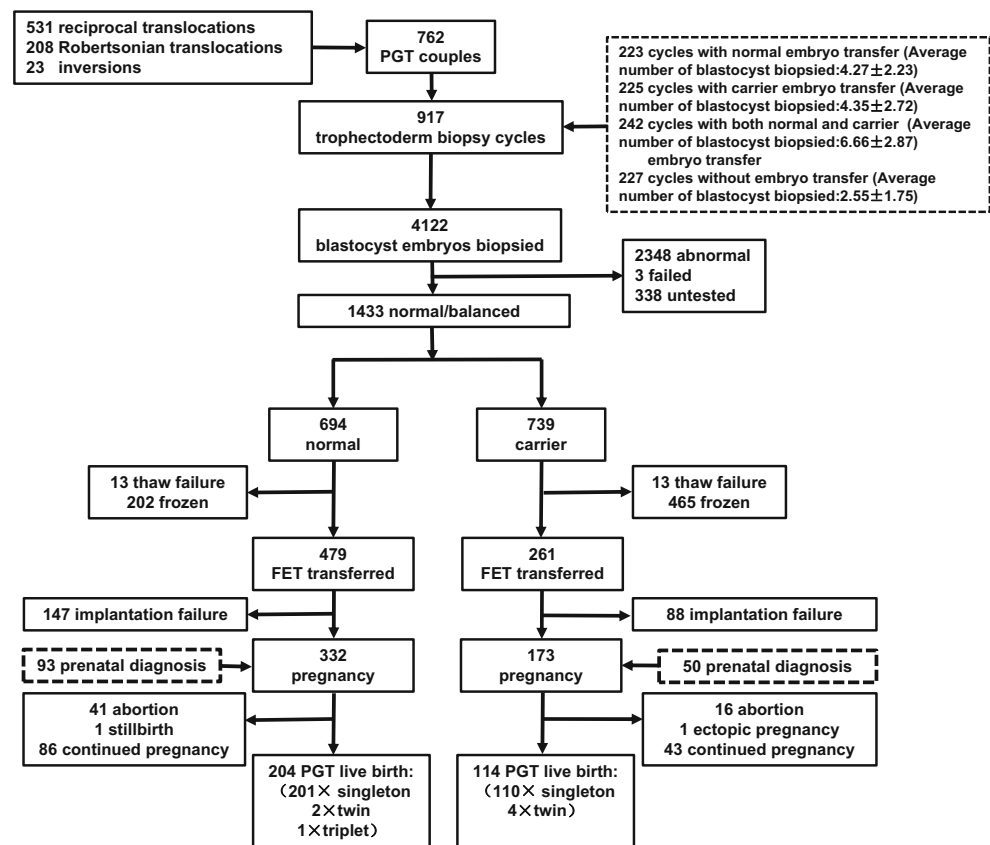 531 reciprocal translocations
208 Robertsonian translocations
23 inversions
762
PGT couples
223 cycles with normal embryo transfer (Average
number of blastocyst biopsied:4.27±2.23)
225 cycles with carrier embryo transfer (Average
number of blastocyst biopsied:4.35±2.72)
242 cycles with both normal and carrier (Average
number of blastocyst biopsied:6.66±2.87)
embryo transfer
227 cycles without embryo transfer (Average
number of blastocyst biopsied:2.55±1.75)
917
trophectoderm biopsy cycles
4122
blastocyst embryos biopsied
2348 abnormal
3 failed
338 untested
1433 normal/balanced
694
normal
739
carrier
13 thaw failure
202 frozen
13 thaw failure
465 frozen
479
FET transferred
261
FET transferred
147 implantation failure
88 implantation failure
93 prenatal diagnosis
332
pregnancy
173
pregnancy
50 prenatal diagnosis
41 abortion
1 stillbirth
86 continued pregnancy
16 abortion
1 ectopic pregnancy
43 continued pregnancy
204 PGT live birth:
（201× singleton
2×twin
1×triplet）
114 PGT live birth:
（110× singleton
4×twin）